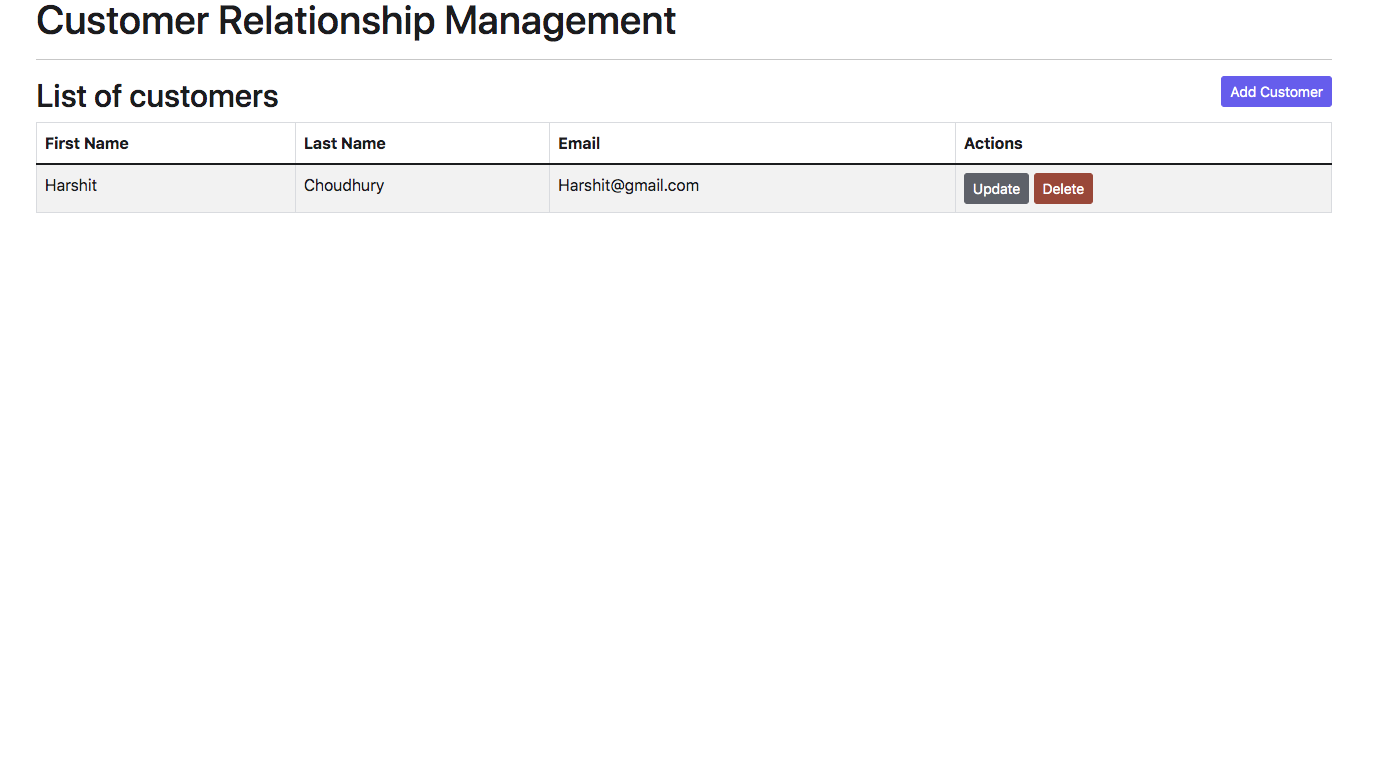 Customer Relationship Management
List of customers
Add Customer
First Name Last Name Email Actions
Harshit Choudhury Harshit@gmail.com Update Delete